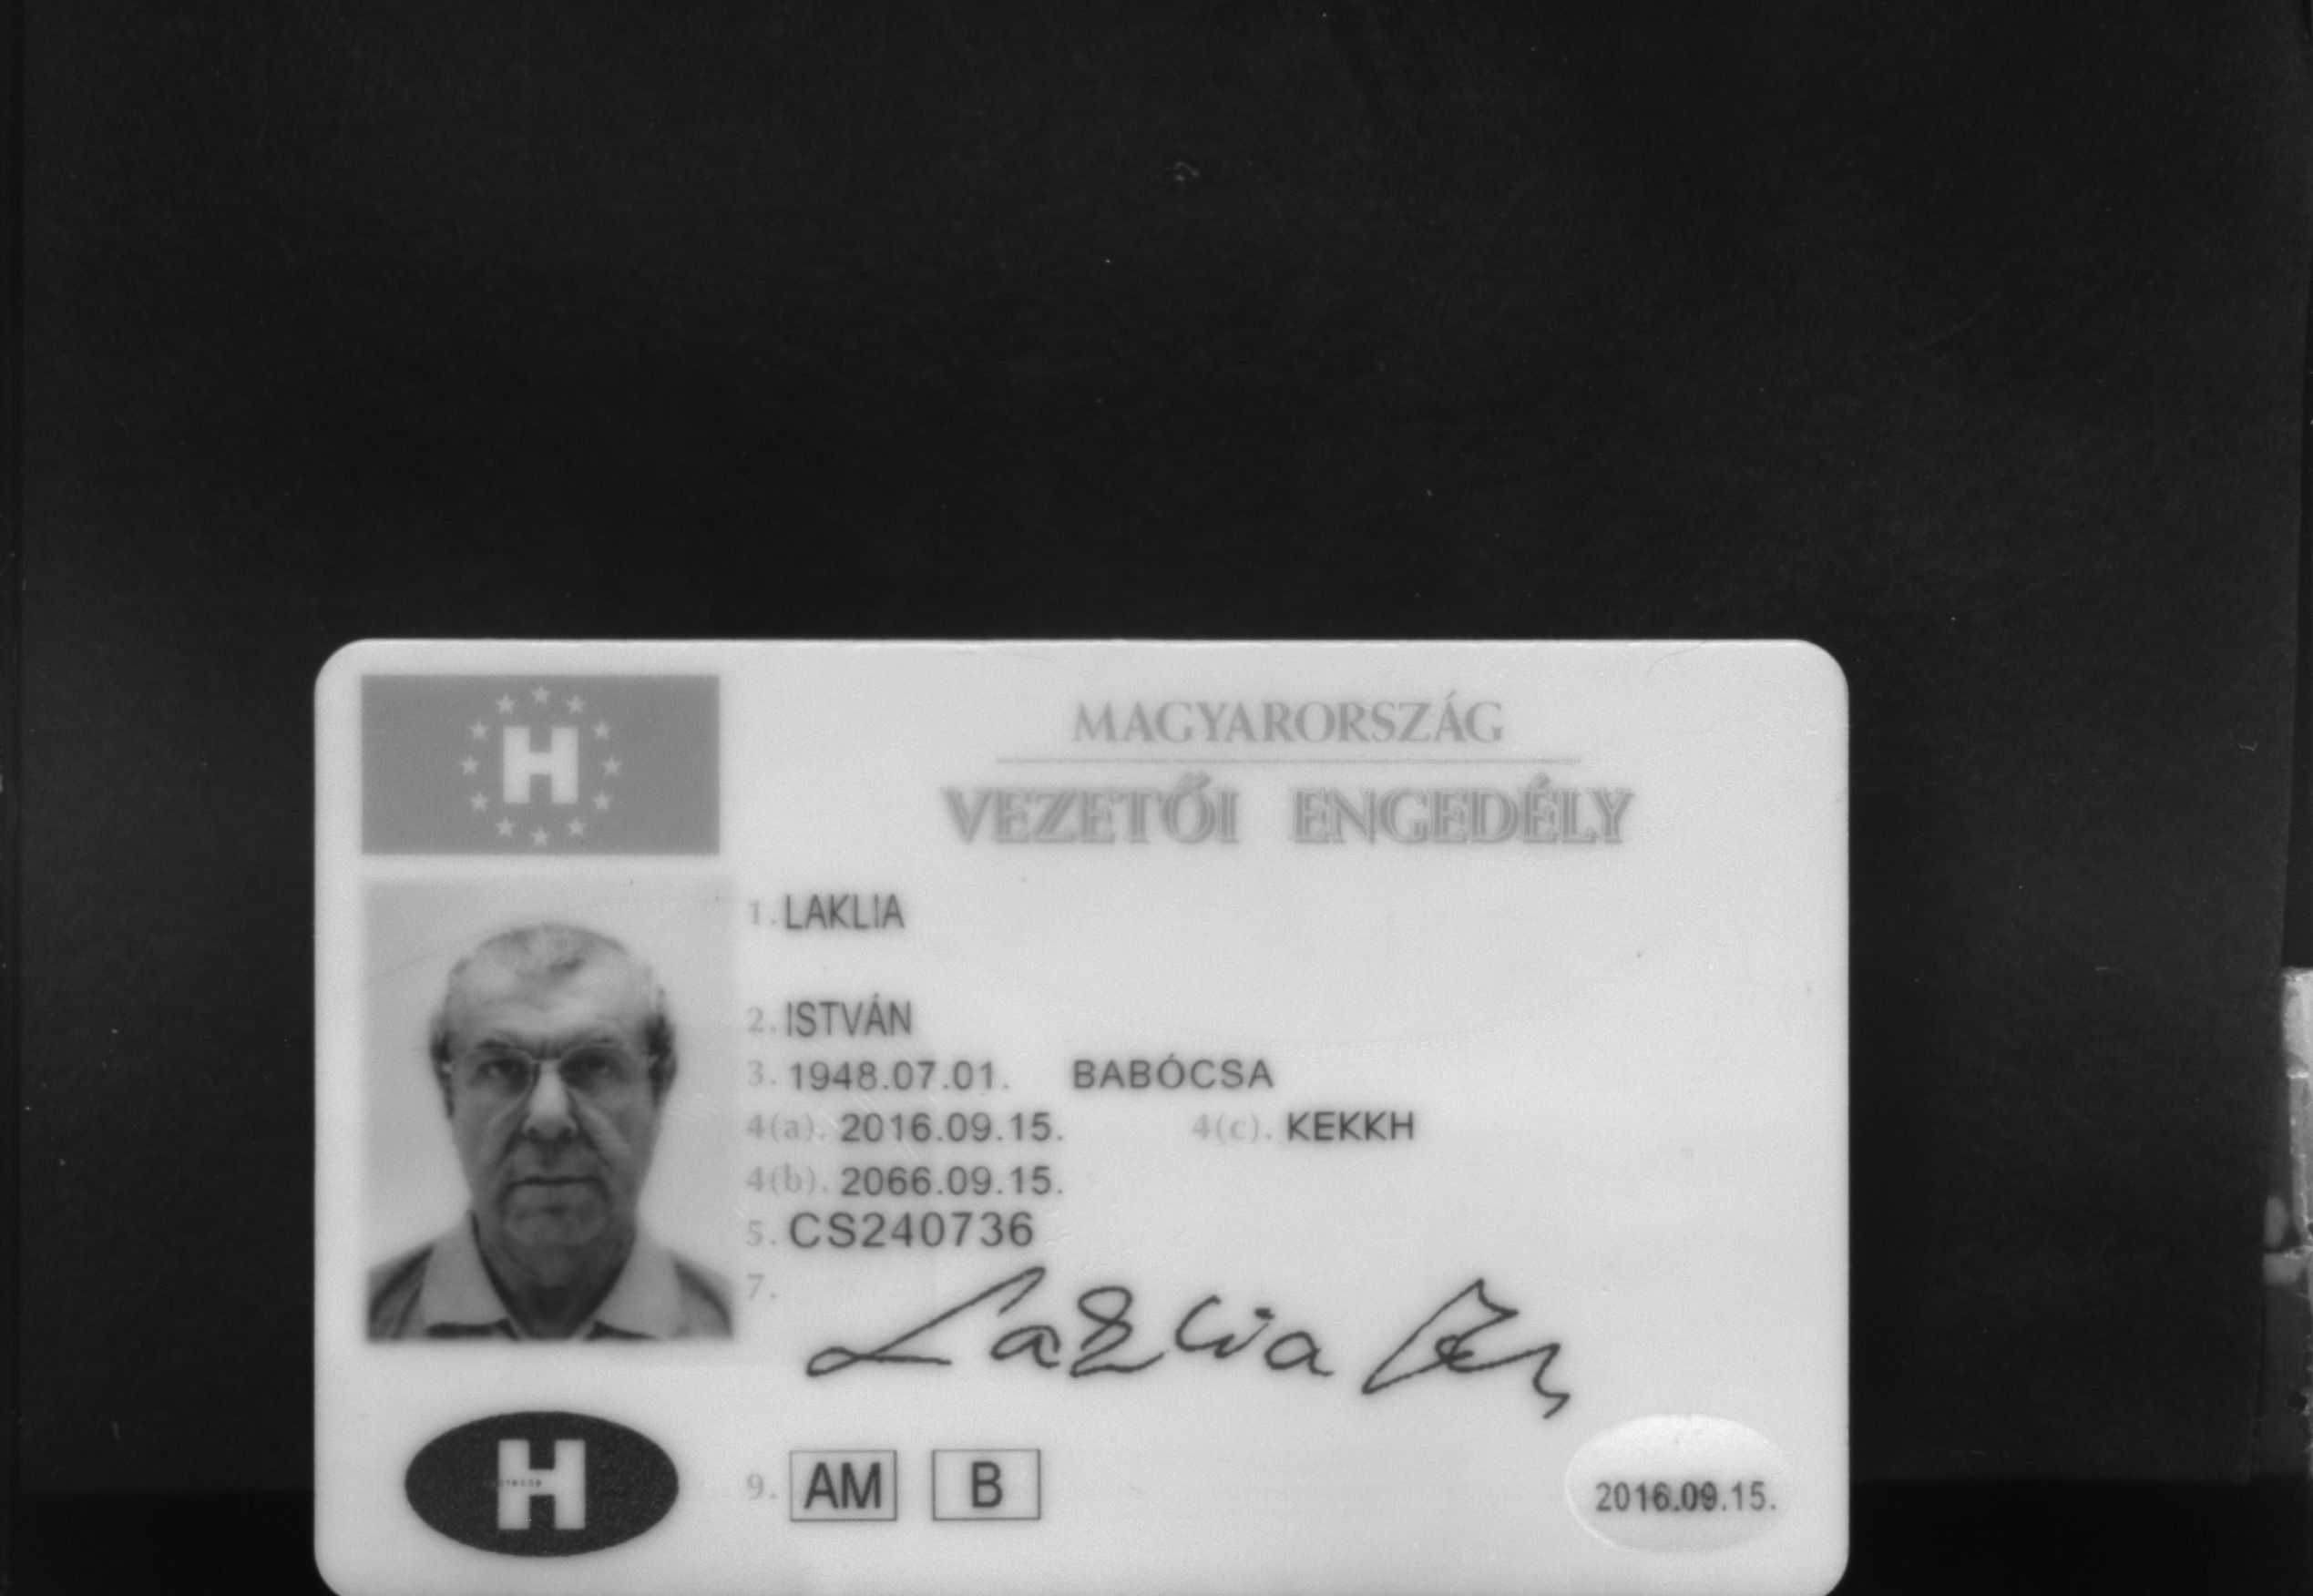 H
MAGYARORSZÁG
VEZETŐI ENGEDÉLY
1. LAKLIA
2. ISTVÁN
3. 1948.07.01. BABÓCSA
4(a). 2016.09.15. 4(c). KEKKH
4(b). 2066.09.15.
5. CS240736
7. Laklia
H
9. AM B
2016.09.15.